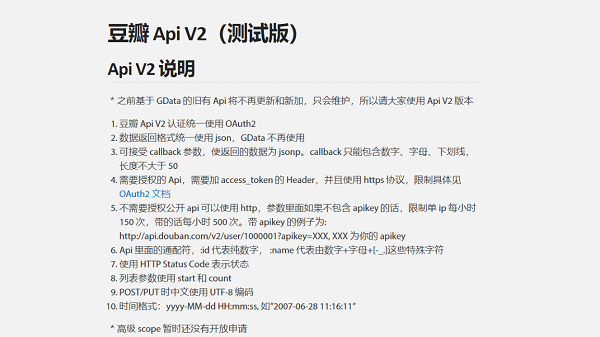 豆瓣 Api V2（测试版）
Api V2 说明
* 之前基于 GData 的旧有 Api 将不再更新和新加，只会维护，所以请大家使用 Api V2 版本
1. 豆瓣 Api V2 认证统一使用 OAuth2
2. 数据返回格式统一使用 json，GData 不再使用
3. 可接受 callback 参数，使返回的数据为 jsonp。callback 只能包含数字、字母、下划线，
长度不大于 50
4. 需要授权的 Api，需要加 access_token 的 Header，并且使用 https 协议，限制具体见
OAuth2 文档
5. 不需要授权公开 api 可以使用 http，参数里面如果不包含 apikey 的话，限制单 ip 每小时
150 次，带的话每小时 500 次。带 apikey 的例子为:
http://api.douban.com/v2/user/1000001?apikey=XXX, XXX 为你的 apikey
6. Api 里面的通配符，:id 代表纯数字， :name 代表由数字+字母+[-_.]这些特殊字符
7. 使用 HTTP Status Code 表示状态
8. 列表参数使用 start 和 count
9. POST/PUT 时中文使用 UTF-8 编码
10. 时间格式：yyyy-MM-dd HH:mm:ss, 如"2007-06-28 11:16:11"
* 高级 scope 暂时还没有开放申请